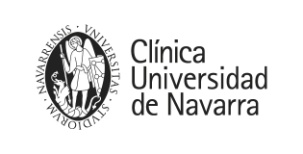 VNIVERSITAS
STVDIORVM
NAVARRENSIS
Clínica
Universidad
de Navarra